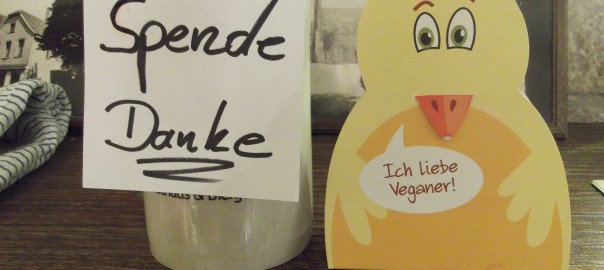 Spende
Danke
Ich liebe
Veganer!